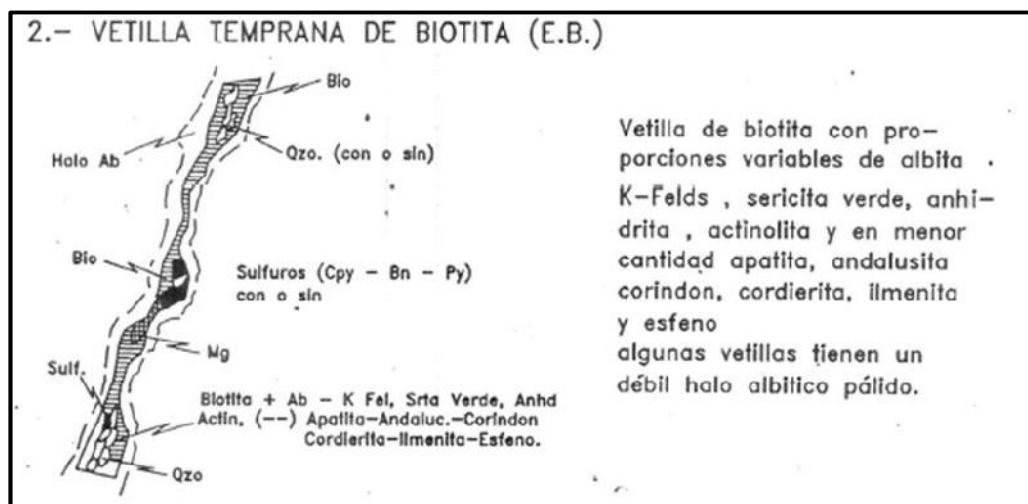 2.- VETILLA TEMPRANA DE BIOTITA (E.B.)
Bio
Halo Ab
Qzo. (con o sin)
Bio
Sulfuros (Cpy - Bn - Py)
con o sin
Mg
Sulf.
Biotita + Ab - K Fel, Srta Verde, Anhd
Actin. (--) Apatita-Andaluc.-Corindon
Cordierita-Ilmenita-Esfeno.
Qzo
Vetilla de biotita con pro-
porciones variables de albita .
K-Felds , sericita verde, anhi-
drita , actinolita y en menor
cantidad apatita, andalusita
corindon, cordierita, ilmenita
y esfeno
algunas vetillas tienen un
débil halo albitico pálido.